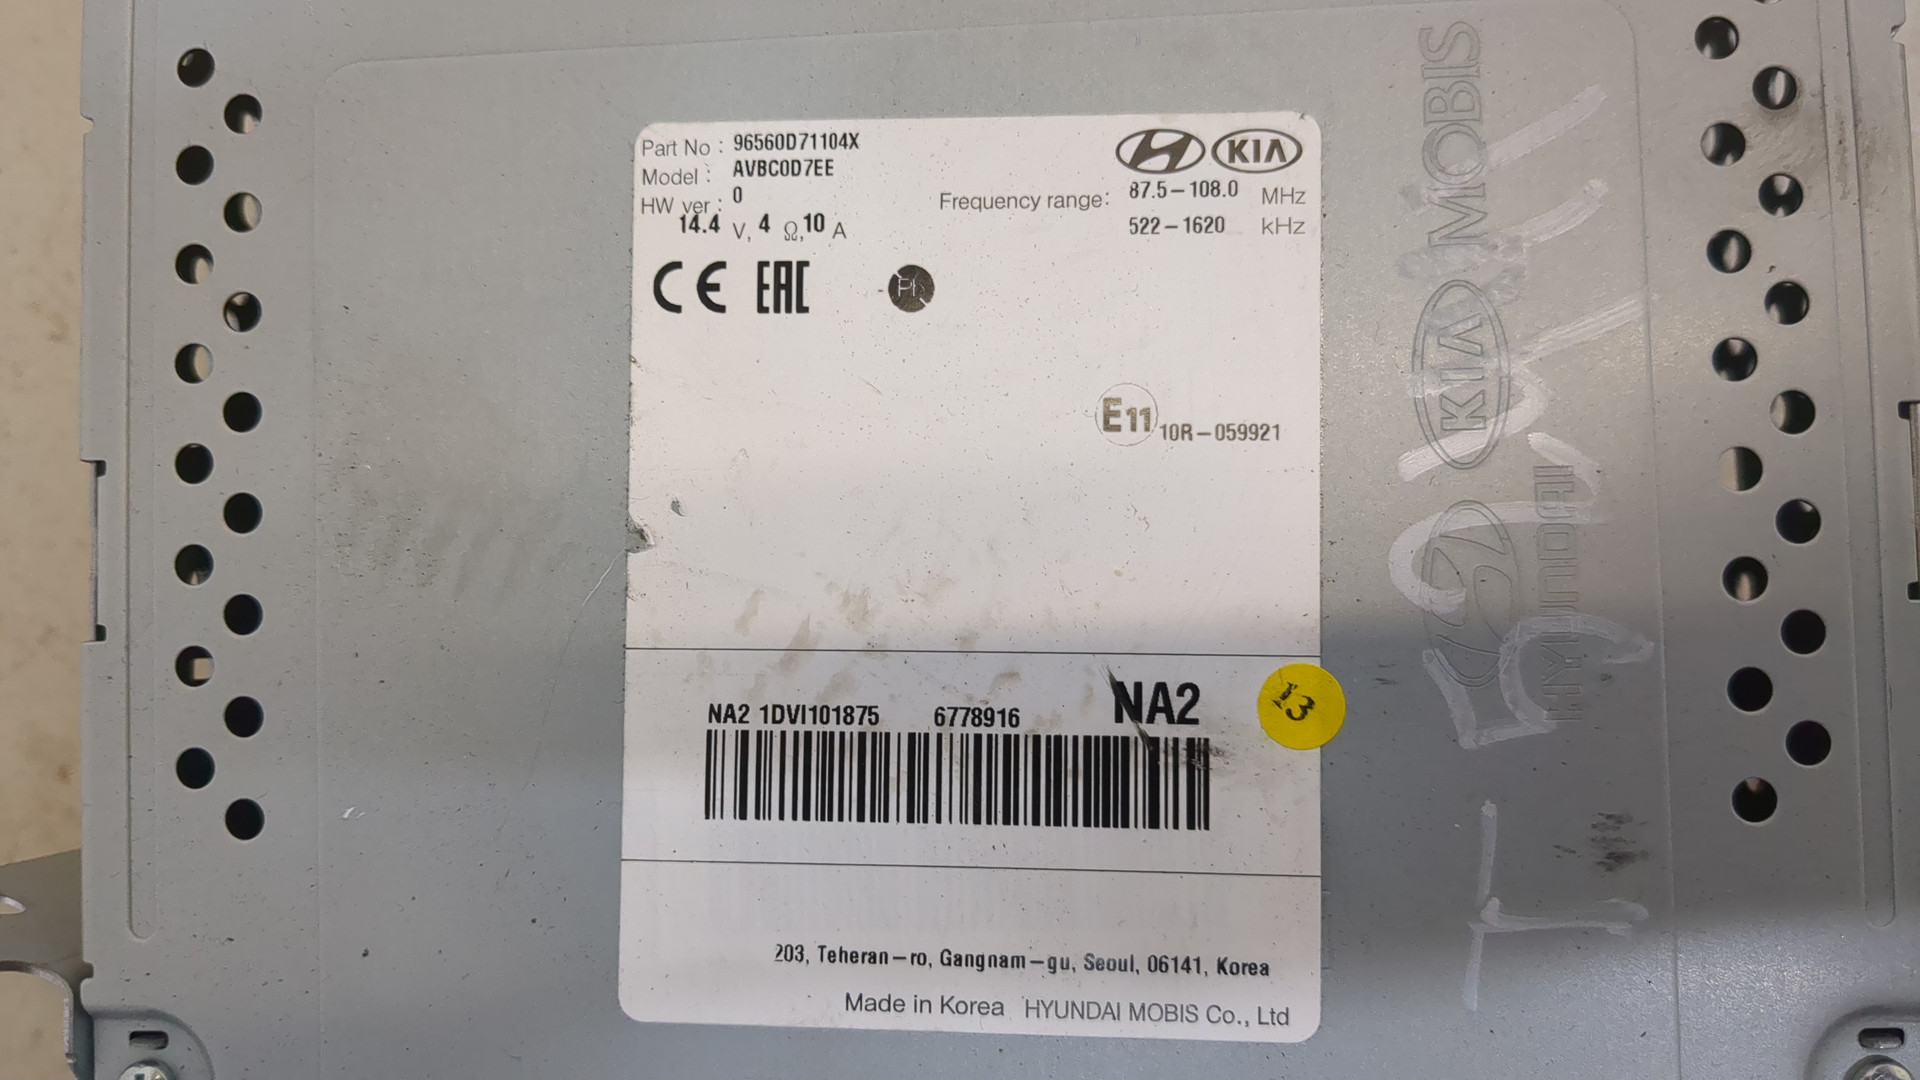 Part No : 96560D71104X
Model : AVBC0D7EE
HW ver : 0
14.4 V, 4 Ω,10 A
KIA
Frequency range: 87.5-108.0 MHz
522-1620 kHz
CE EAC
E11 10R-059921
NA2 1DVI101875 6778916 NA2
13
203, Teheran-ro, Gangnam-gu, Seoul, 06141, Korea
Made in Korea HYUNDAI MOBIS Co., Ltd
HYUNDAI KIA MOBIS